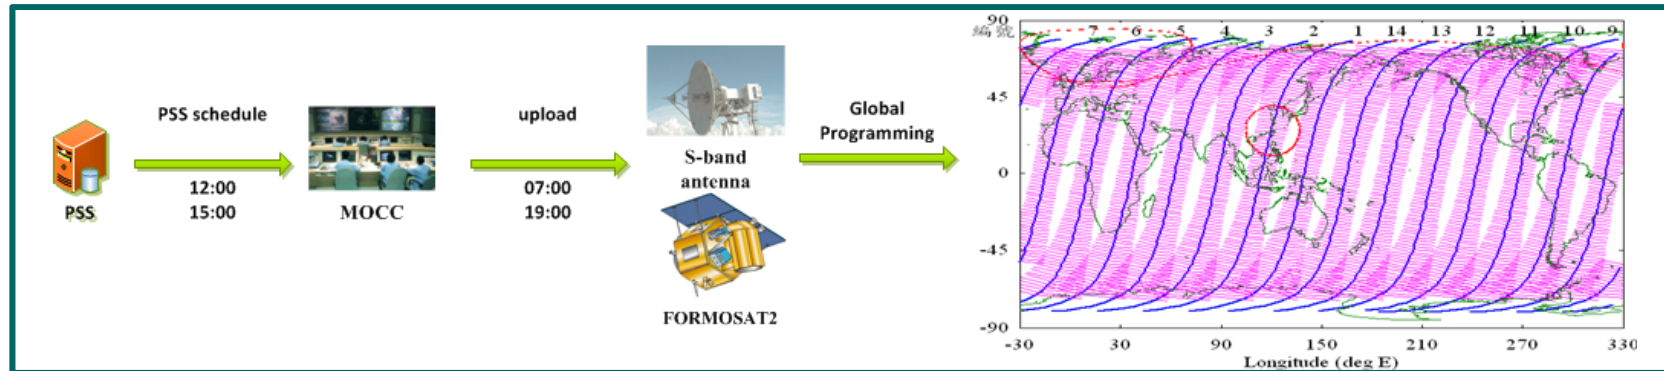 PSS schedule
12:00
15:00
PSS
MOCC
upload
07:00
19:00
S-band
antenna
FORMOSAT2
Global
Programming
90
編號
7 6 5 4 3 2 1 14 13 12 11 10 9
45
0
-45
-90
-30 30 90 150 210 270 330
Longitude (deg E)